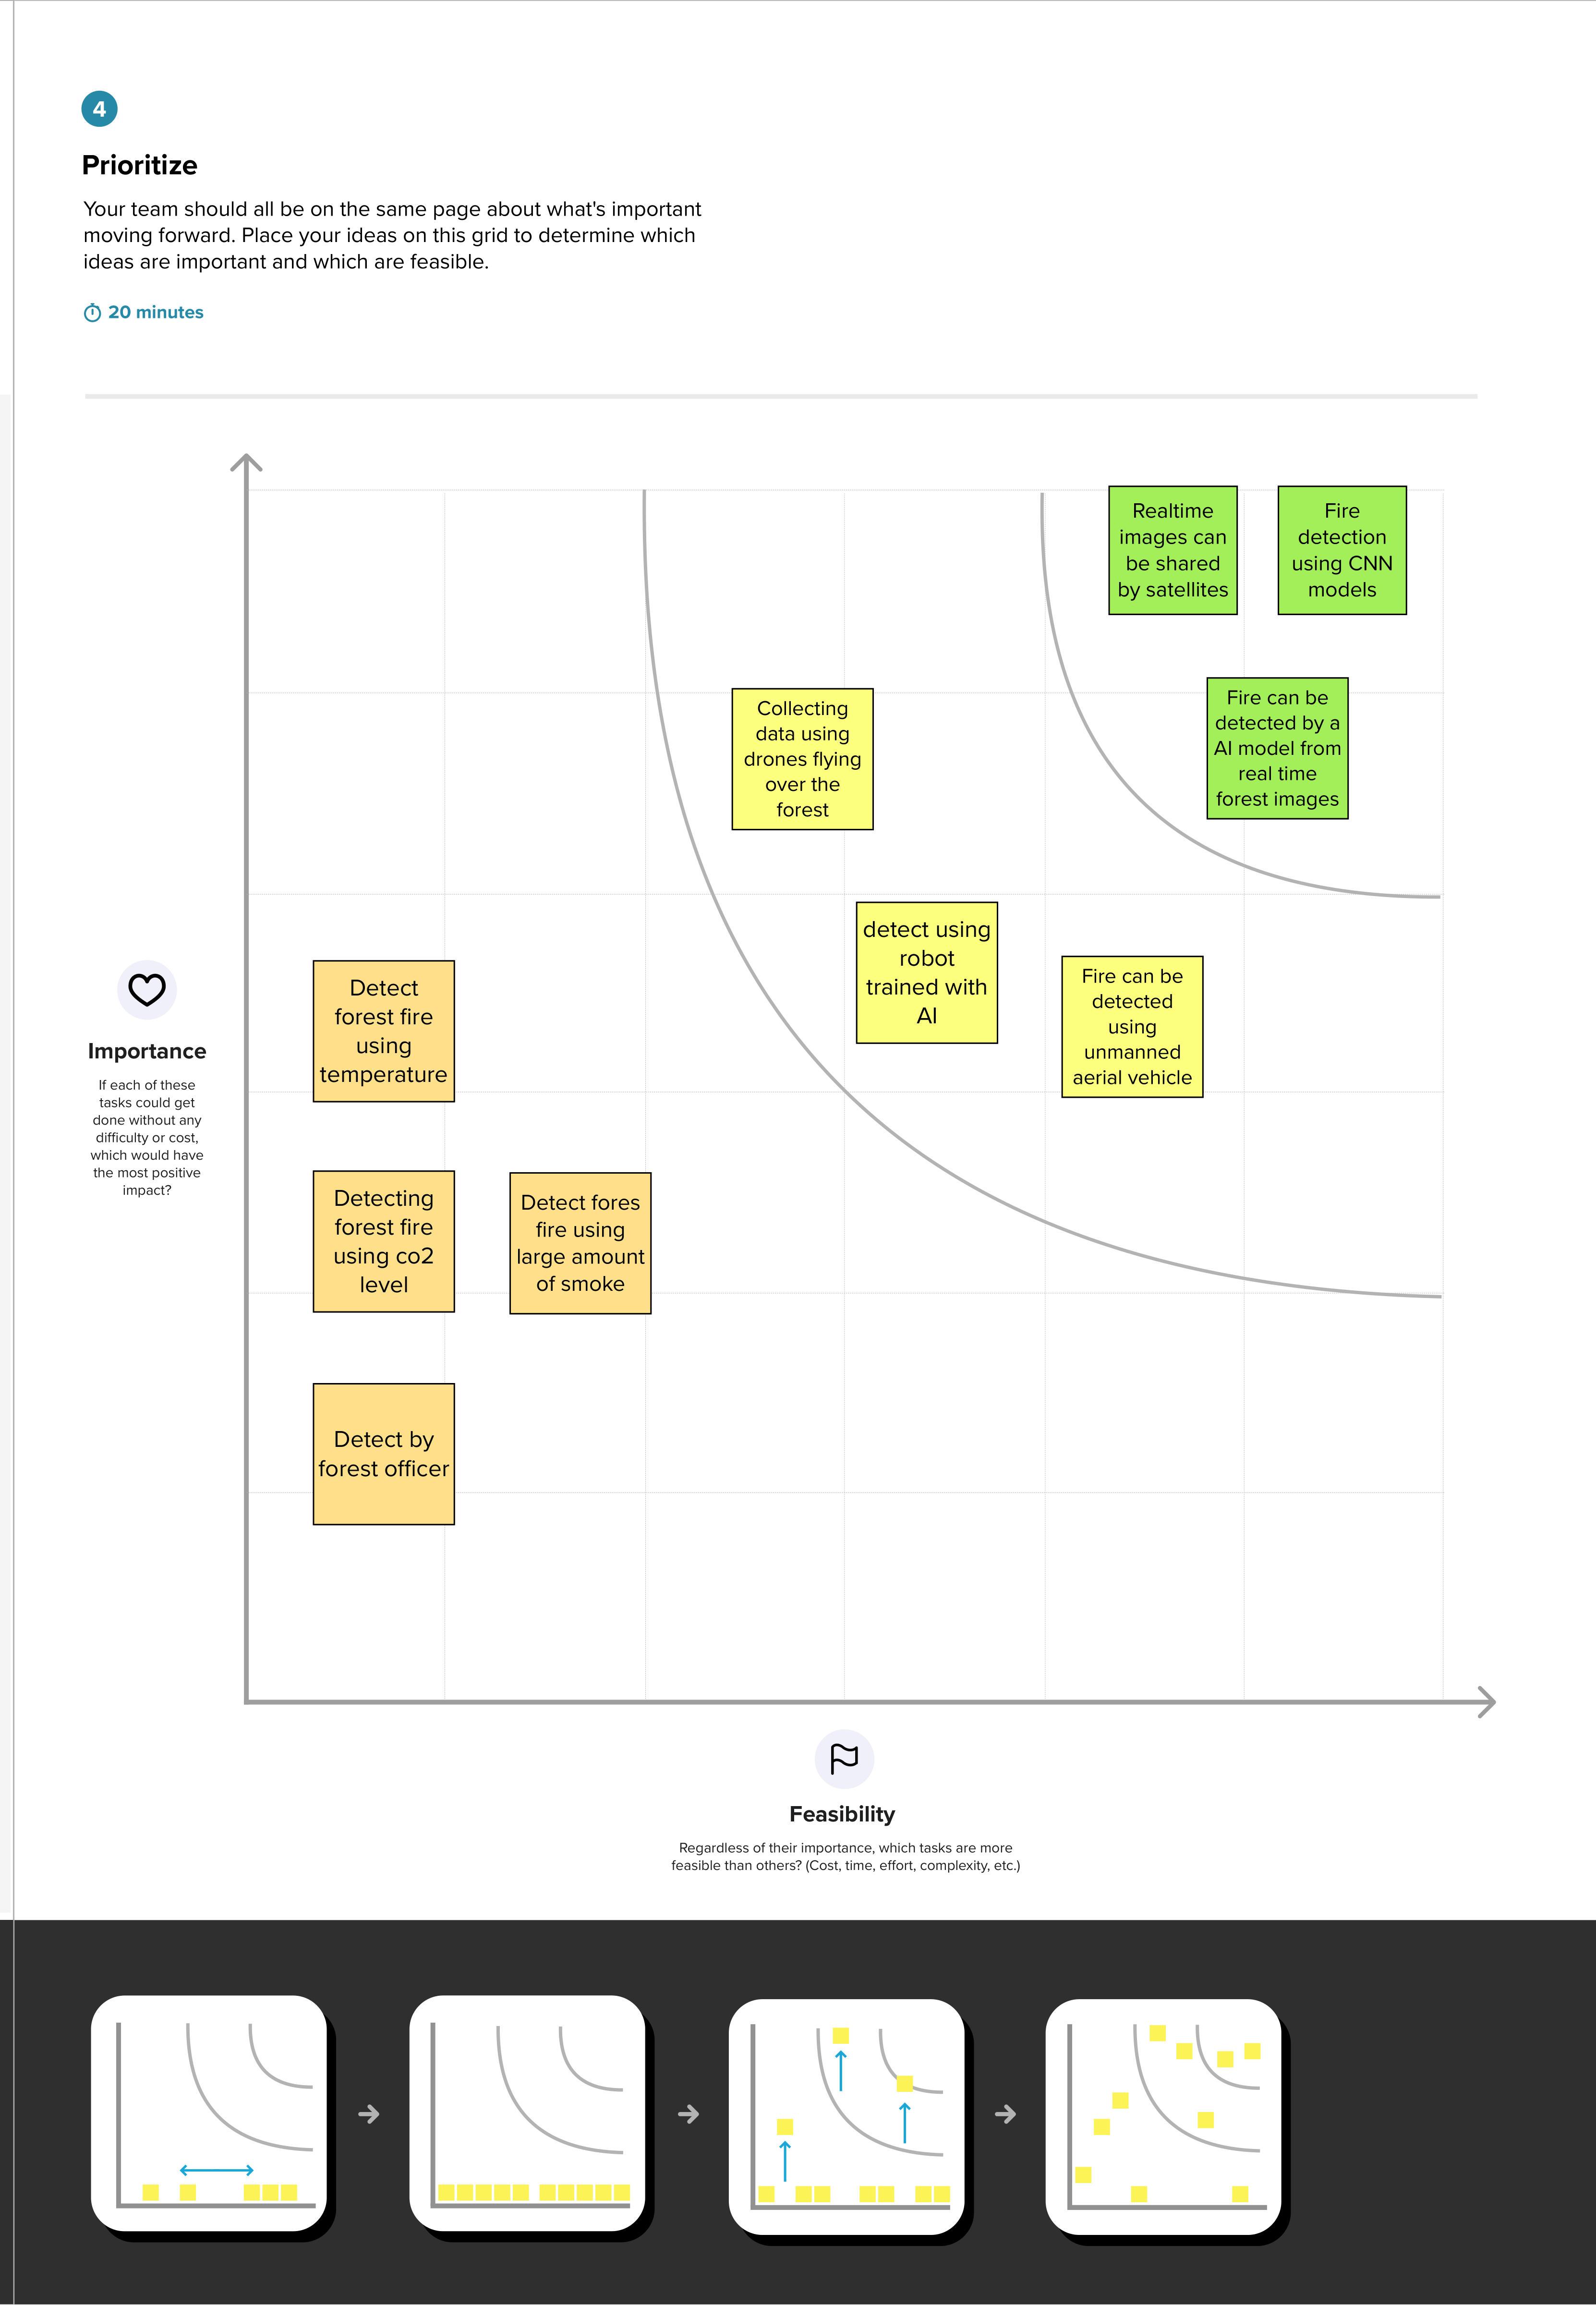 4
Prioritize
Your team should all be on the same page about what's important
moving forward. Place your ideas on this grid to determine which
ideas are important and which are feasible.
20 minutes
Realtime
images can
be shared
by satellites
Fire
detection
using CNN
models
Collecting
data using
drones flying
over the
forest
Fire can be
detected by a
AI model from
real time
forest images
detect using
robot
trained with
AI
Fire can be
detected
using
unmanned
aerial vehicle
Detect
forest fire
using
temperature
Importance
If each of these
tasks could get
done without any
difficulty or cost,
which would have
the most positive
impact?
Detecting
forest fire
using co2
level
Detect fores
fire using
large amount
of smoke
Detect by
forest officer
Feasibility
Regardless of their importance, which tasks are more
feasible than others? (Cost, time, effort, complexity, etc.)